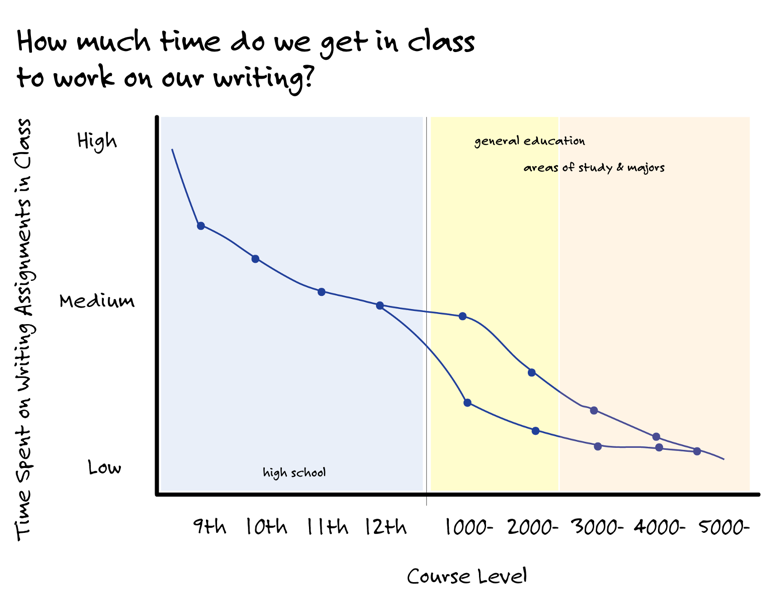 How much time do we get in class
to work on our writing?
Time Spent on Writing Assignments in Class
High
Medium
Low
general education
areas of study & majors
high school
9th 10th 11th 12th 1000- 2000- 3000- 4000- 5000-
Course Level